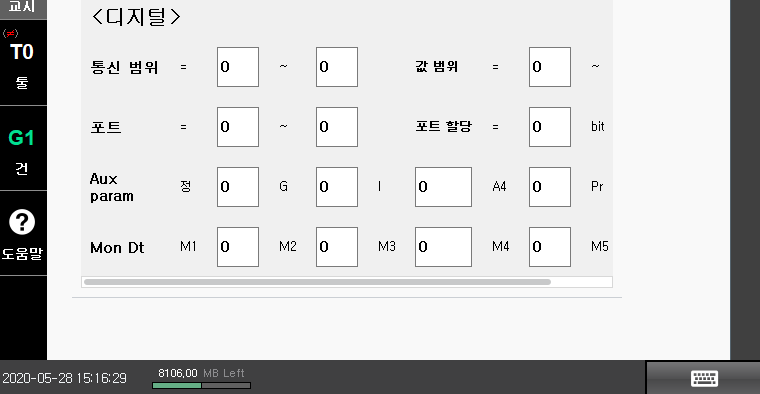 교시
<디지털>
(≠)
T0
툴
통신 범위 = 0 ~ 0 값 범위 = 0 ~
포트 = 0 ~ 0 포트 할당 = 0 bit
G1
건
Aux param 정 0 G 0 I 0 A4 0 Pr
도움말
Mon Dt M1 0 M2 0 M3 0 M4 0 M5
2020-05-28 15:16:29 8106,00 MB Left